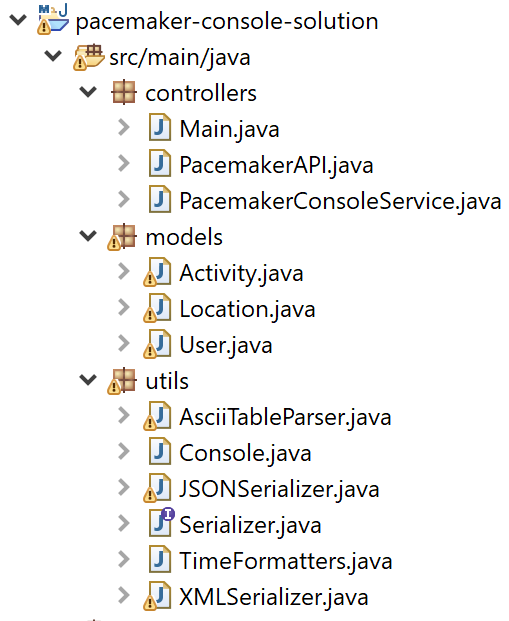 pacemaker-console-solution
src/main/java
controllers
Main.java
PacemakerAPI.java
PacemakerConsoleService.java
models
Activity.java
Location.java
User.java
utils
AsciiTableParser.java
Console.java
JSONSerializer.java
Serializer.java
TimeFormatters.java
XMLSerializer.java